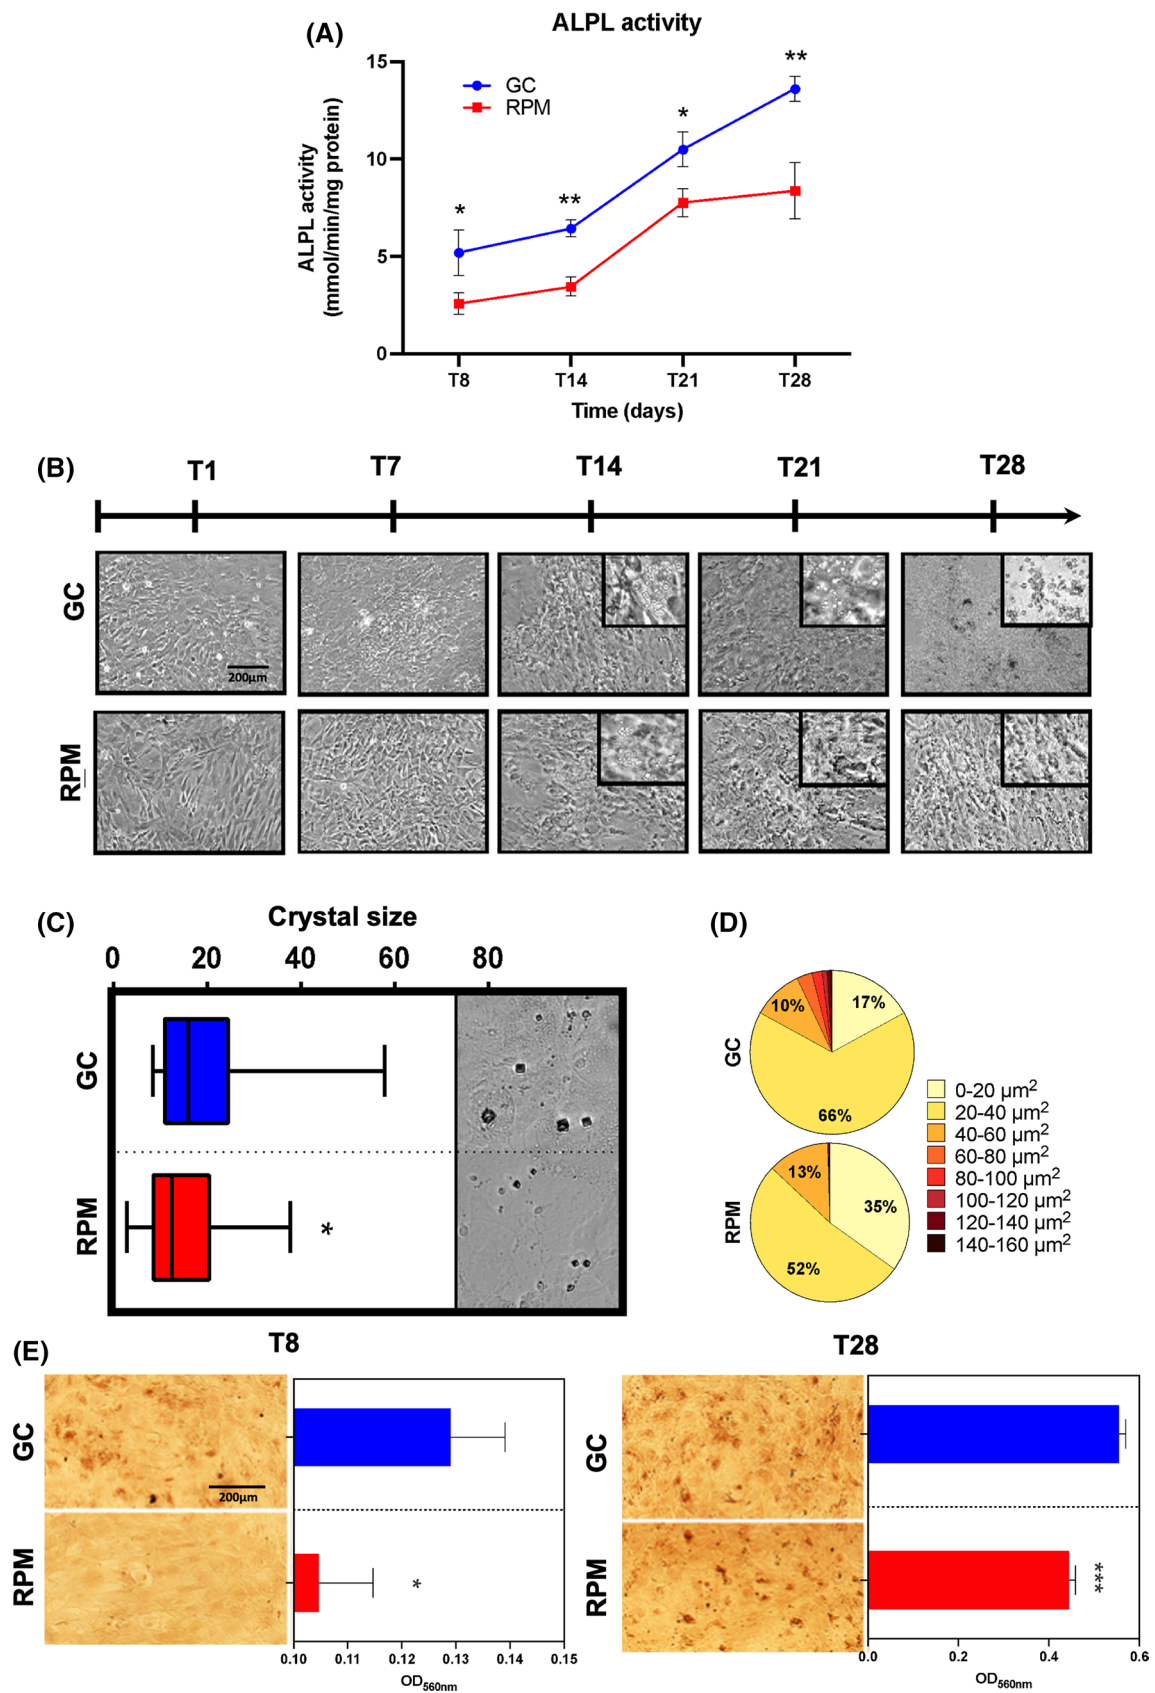 (A)
ALPL activity
ALPL activity
(mmol/min/mg protein)
15
10
5
0
GC
RPM
*
**
*
**
T8
T14
T21
T28
Time (days)
(B)
T1
T7
T14
T21
T28
GC
200µm
RPM
(C)
Crystal size
0
20
40
60
80
GC
RPM
*
(D)
GC
17%
10%
66%
RPM
35%
13%
52%
0-20 µm²
20-40 µm²
40-60 µm²
60-80 µm²
80-100 µm²
100-120 µm²
120-140 µm²
140-160 µm²
(E)
T8
GC
200µm
RPM
*
0.10
0.11
0.12
0.13
0.14
0.15
OD560nm
T28
GC
RPM
***
0.0
0.2
0.4
0.6
OD560nm